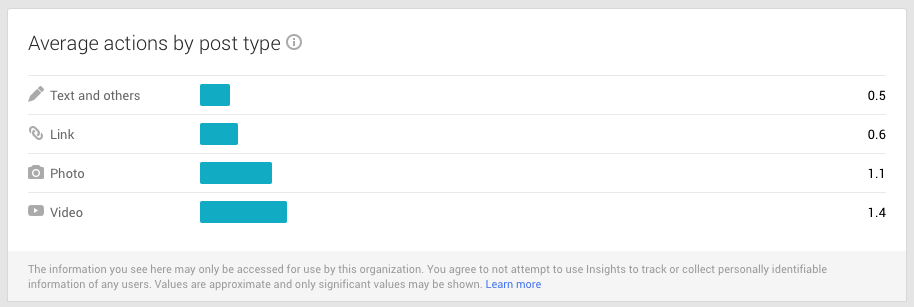 Average actions by post type
Text and others 0.5
Link 0.6
Photo 1.1
Video 1.4
The information you see here may only be accessed for use by this organization. You agree to not attempt to use Insights to track or collect personally identifiable
information of any users. Values are approximate and only significant values may be shown. Learn more